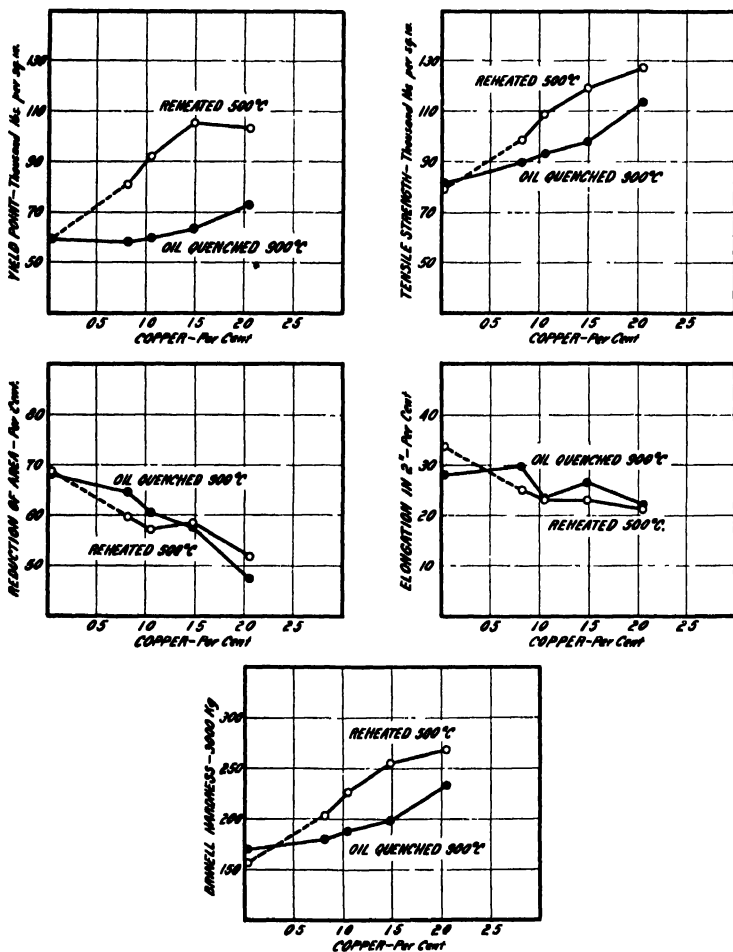 YIELD POINT-Thousand lbs. per sq.in.
130
110
90
70
50
REHEATED 500°C
OIL QUENCHED 900°C
05 10 15 20 25
COPPER-Per Cent
TENSILE STRENGTH-Thousand lbs per sq.in.
130
110
90
70
50
REHEATED 500°C
OIL QUENCHED 900°C
05 10 15 20 25
COPPER-Per Cent
REDUCTION OF AREA-Per Cent.
80
70
60
50
OIL QUENCHED 900°C
REHEATED 500°C
05 10 15 20 25
COPPER-Per Cent
ELONGATION IN 2"-Per Cent
40
30
20
10
OIL QUENCHED 900°C
REHEATED 500°C.
05 10 15 20 25
COPPER-Per Cent
BRINELL HARDNESS-3000 Kg
300
250
200
150
REHEATED 500°C
OIL QUENCHED 900°C
05 10 15 20 25
COPPER-Per Cent